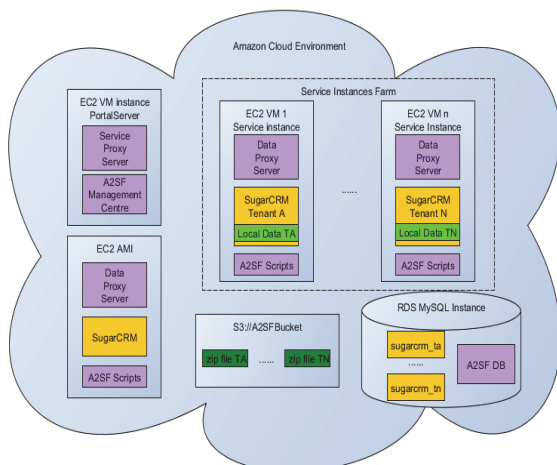 Amazon Cloud Environment
EC2 VM instance
PortalServer
Service
Proxy
Server
A2SF
Management
Centre
Service Instances Farm
EC2 VM 1
Service instance
Data
Proxy
Server
SugarCRM
Tenant A
Local Data TA
A2SF Scripts
......
EC2 VM n
Service Instance
Data
Proxy
Server
SugarCRM
Tenant N
Local Data TN
A2SF Scripts
EC2 AMI
Data
Proxy
Server
SugarCRM
A2SF Scripts
S3://A2SFBucket
zip file TA
......
zip file TN
RDS MySQL Instance
sugarcrm_ta
......
sugarcrm_tn
A2SF DB